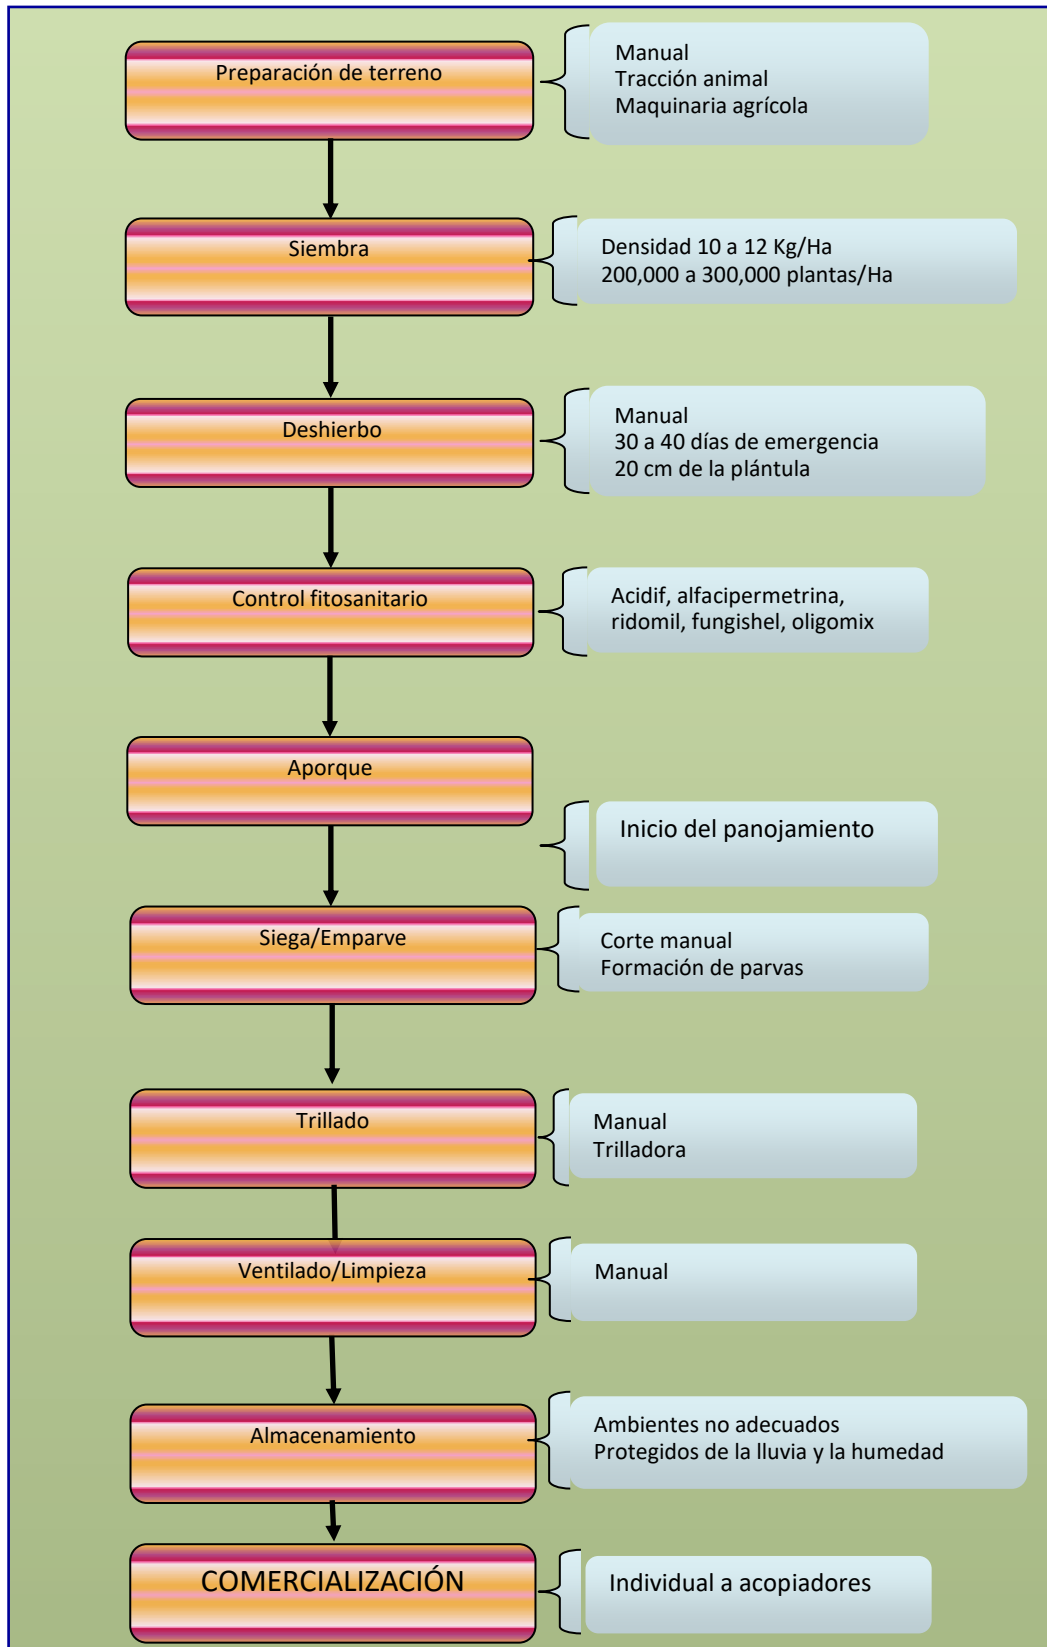 Preparación de terreno
Manual
Tracción animal
Maquinaria agrícola
Siembra
Densidad 10 a 12 Kg/Ha
200,000 a 300,000 plantas/Ha
Deshierbo
Manual
30 a 40 días de emergencia
20 cm de la plántula
Control fitosanitario
Acidif, alfacipermetrina,
ridomil, fungishel, oligomix
Aporque
Inicio del panojamiento
Siega/Emparve
Corte manual
Formación de parvas
Trillado
Manual
Trilladora
Ventilado/Limpieza
Manual
Almacenamiento
Ambientes no adecuados
Protegidos de la lluvia y la humedad
COMERCIALIZACIÓN
Individual a acopiadores